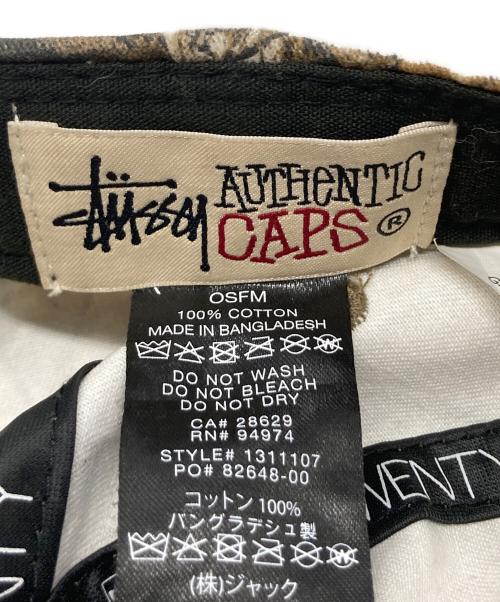 Stüssy AUTHENTIC
CAPS ®
OSFM
100% COTTON
MADE IN BANGLADESH
DO NOT WASH
DO NOT BLEACH
DO NOT DRY
CA# 28629
RN# 94974
STYLE# 1311107
PO# 82648-00
コットン 100%
バングラデシュ製
(株)ジャック